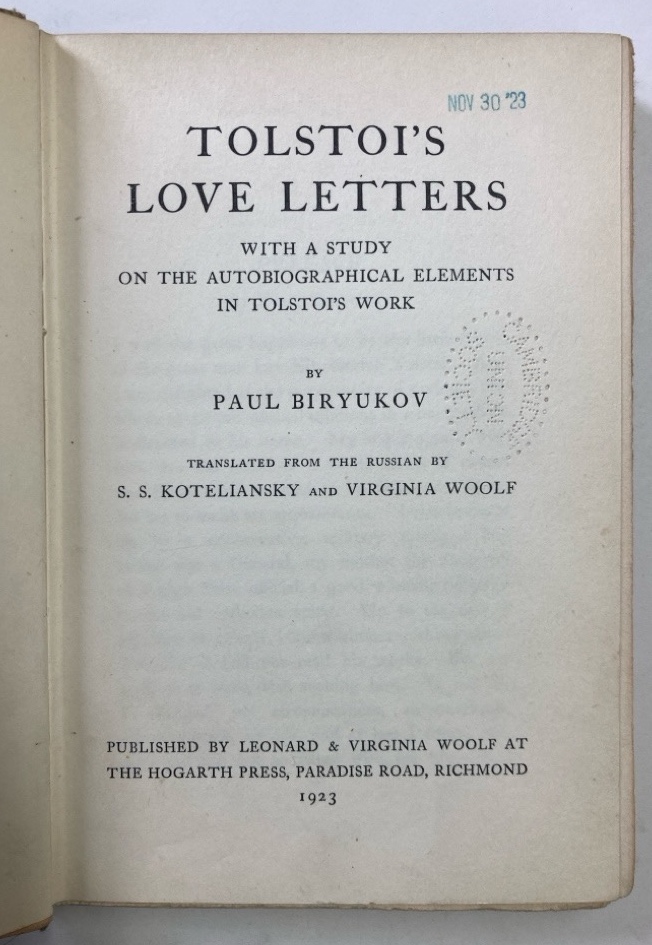 NOV 30 '23
TOLSTOI'S
LOVE LETTERS
WITH A STUDY
ON THE AUTOBIOGRAPHICAL ELEMENTS
IN TOLSTOI'S WORK
BY
PAUL BIRYUKOV
TRANSLATED FROM THE RUSSIAN BY
S. S. KOTELIANSKY AND VIRGINIA WOOLF
PUBLISHED BY LEONARD & VIRGINIA WOOLF AT
THE HOGARTH PRESS, PARADISE ROAD, RICHMOND
1923